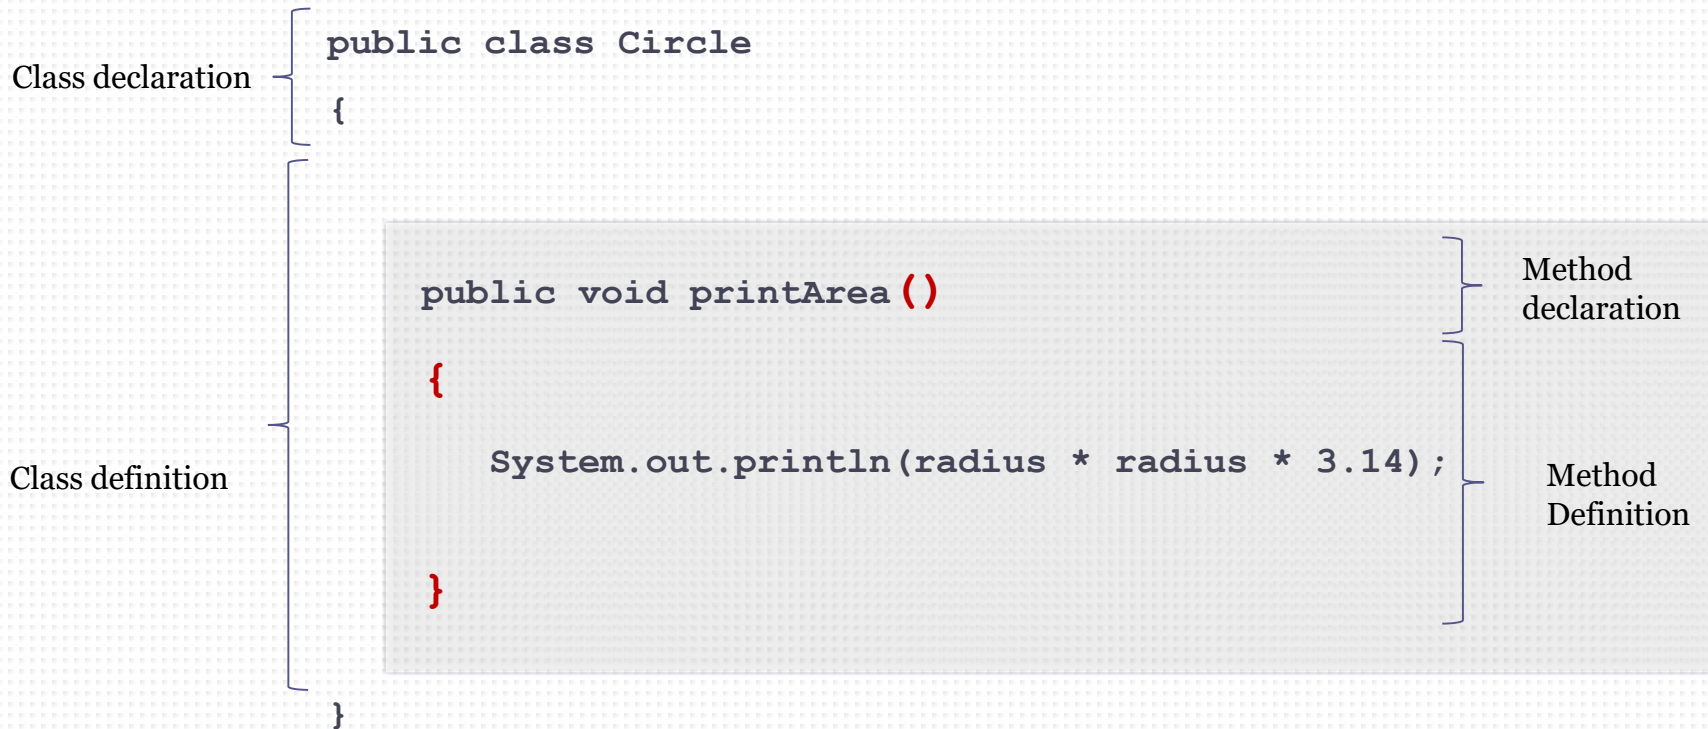 public class Circle
Class declaration
{
public void printArea()
Method
declaration
{
System.out.println(radius * radius * 3.14);
Class definition
Method
Definition
}
}